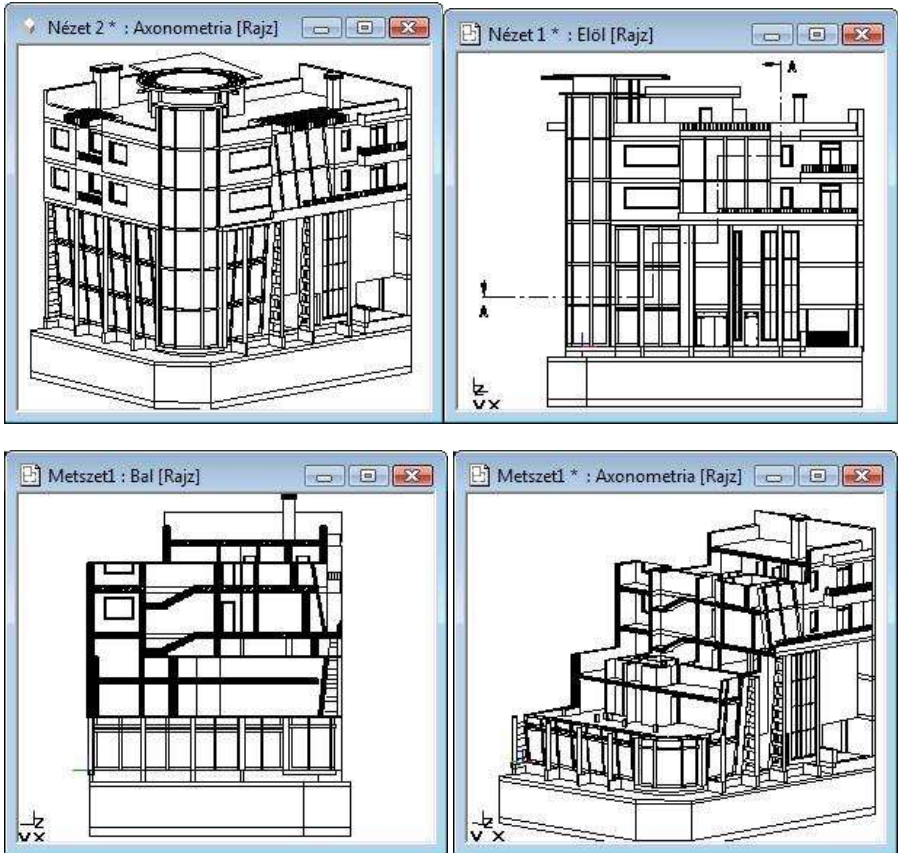 Nézet 2 * : Axonometria [Rajz]
Nézet 1 * : Elöl [Rajz]
A
A
Z
Y X
Metszet1 : Bal [Rajz]
Metszet1 * : Axonometria [Rajz]
Z
Y X
Z
Y X